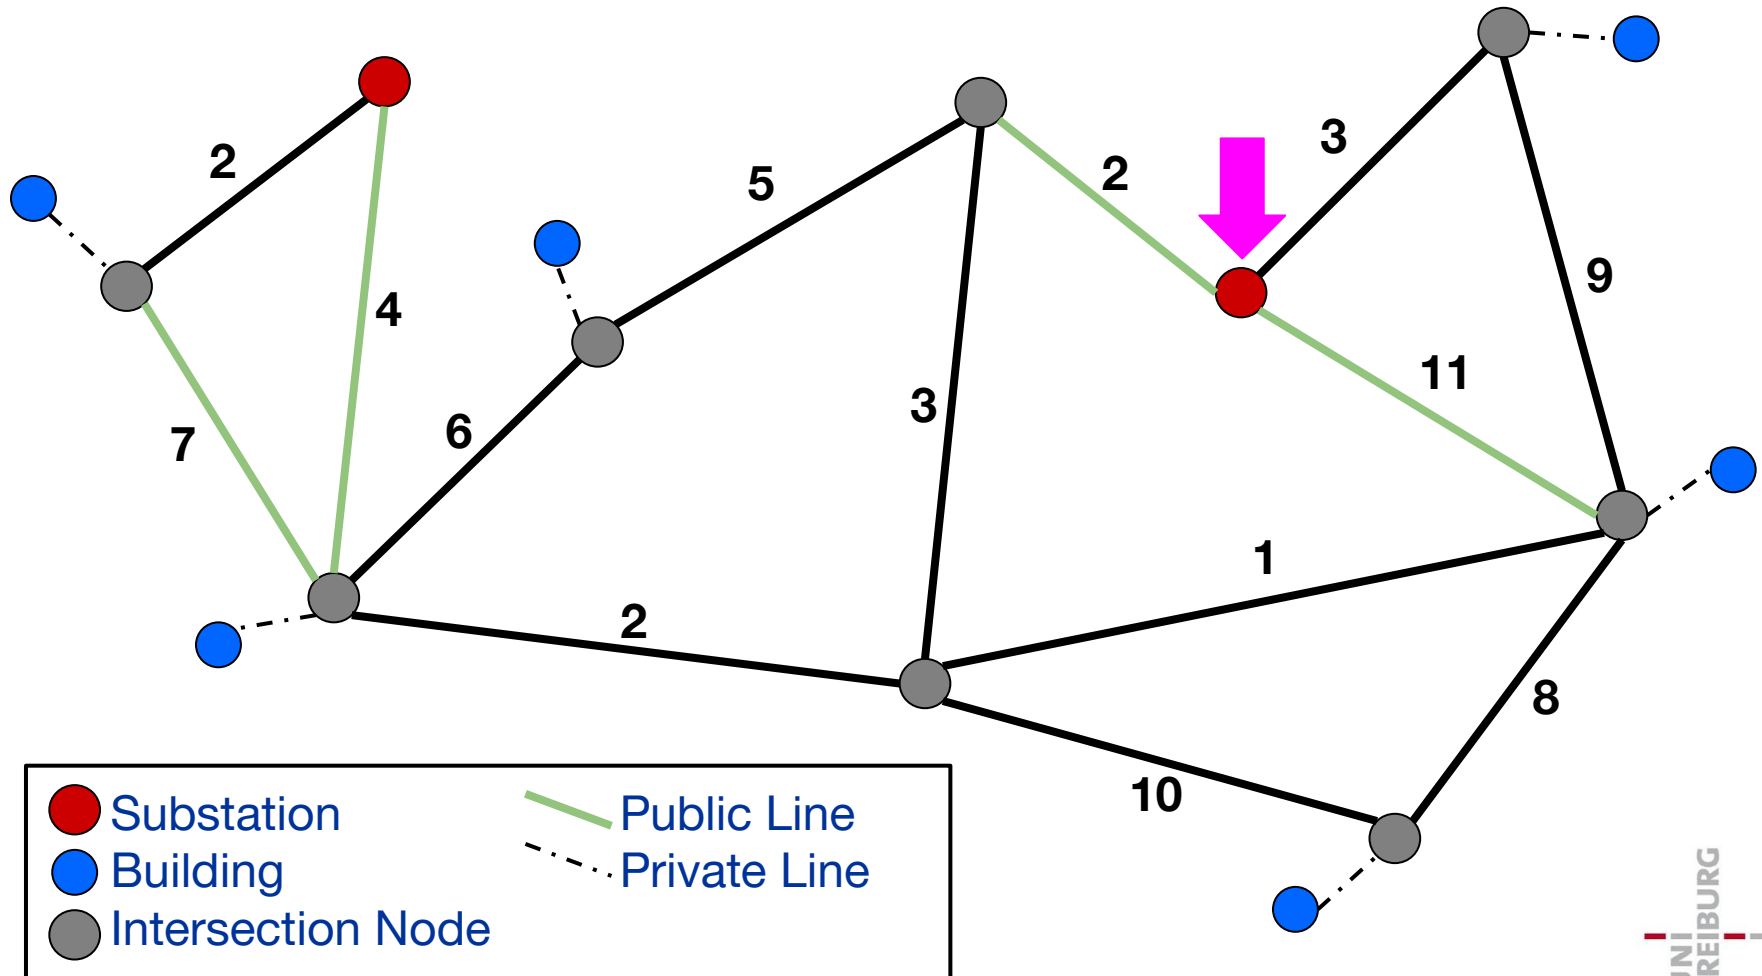 2
4
7
5
6
3
2
3
9
11
1
2
8
10
Substation
Public Line
Building
Private Line
Intersection Node